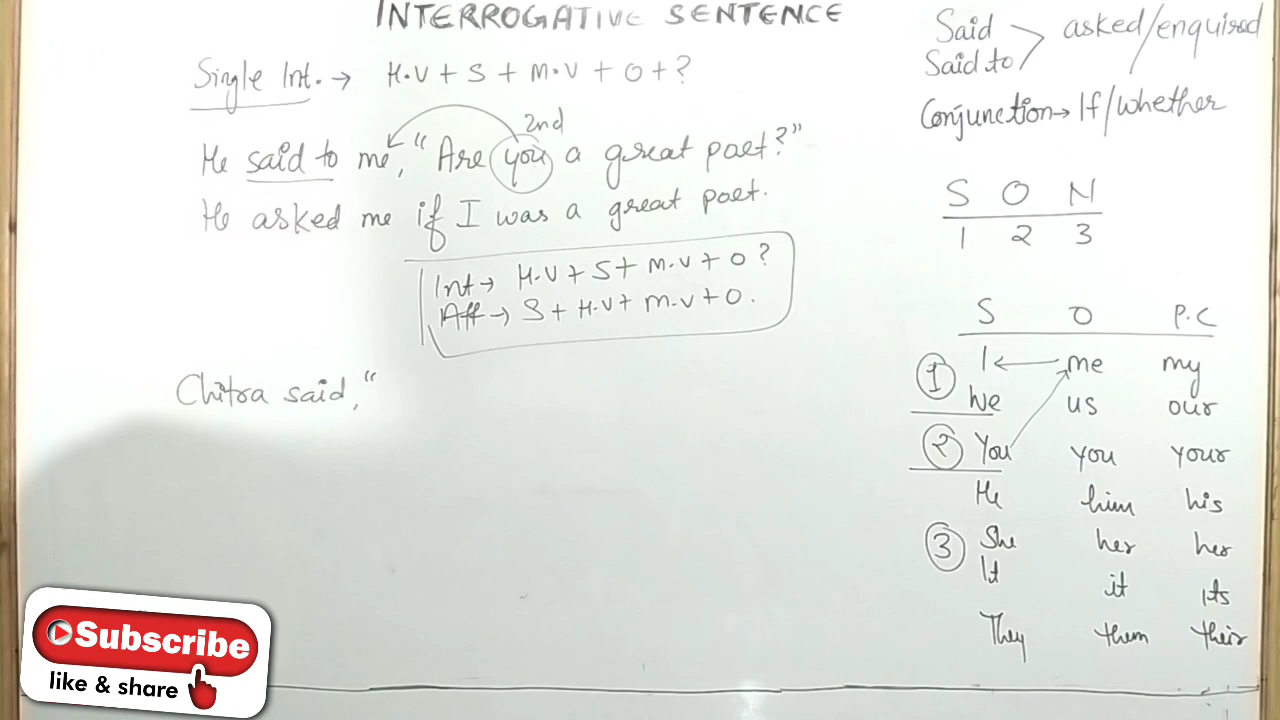 INTERROGATIVE SENTENCE
Single Int. → H.V + S + M.V + O + ?
2nd
He said to me, "Are you a great poet?"
He asked me if I was a great poet.
Int → H.V + S + M.V + O ?
Aff → S + H.V + M.V + O.
Chitra said, "
Said
Said to
asked/enquired
Conjunction → If/whether
S O N
1 2 3
S O P.C
1 I me my
We us our
2 You you your
He him his
3 She her her
It it its
They them their
Subscribe
like & share